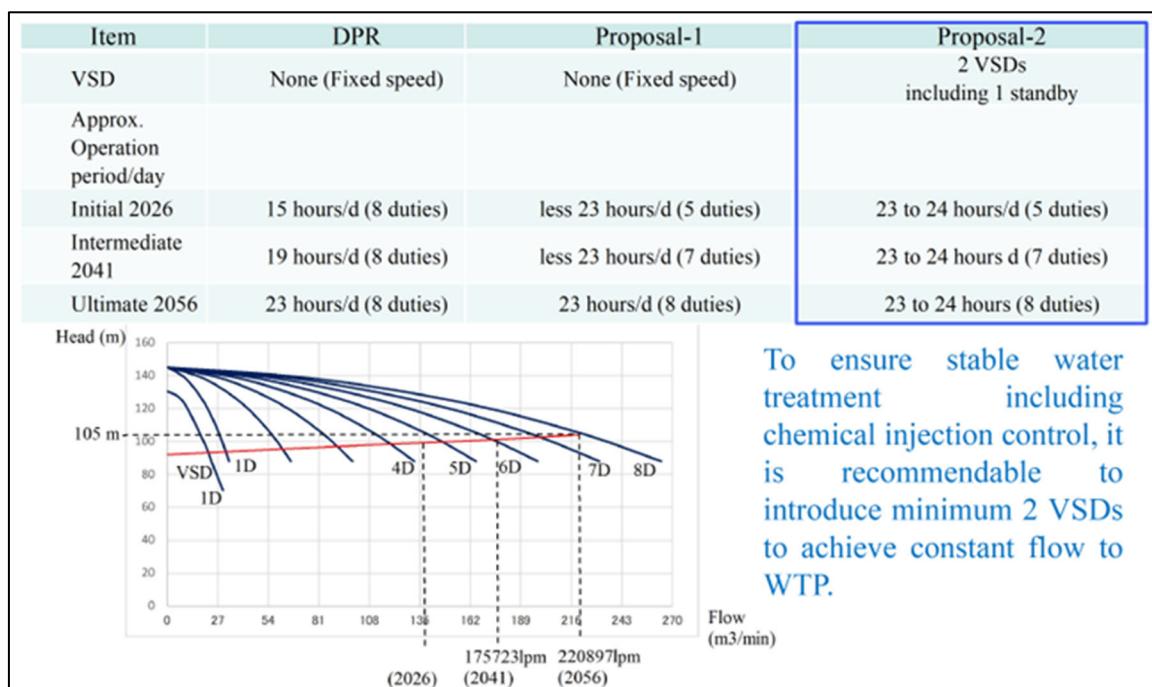 Item DPR Proposal-1 Proposal-2
VSD None (Fixed speed) None (Fixed speed) 2 VSDs
including 1 standby
Approx.
Operation
period/day
Initial 2026 15 hours/d (8 duties) less 23 hours/d (5 duties) 23 to 24 hours/d (5 duties)
Intermediate
2041 19 hours/d (8 duties) less 23 hours/d (7 duties) 23 to 24 hours d (7 duties)
Ultimate 2056 23 hours/d (8 duties) 23 hours/d (8 duties) 23 to 24 hours (8 duties)
Head (m)
160
140
120
105 m
100
80
60
40
20
0
VSD
1D
1D
4D
5D
6D
7D
8D
0 27 54 81 108 136 162 189 216 243 270
Flow
(m3/min)
175723lpm 220897lpm
(2026) (2041) (2056)
To ensure stable water
treatment including
chemical injection control, it
is recommendable to
introduce minimum 2 VSDs
to achieve constant flow to
WTP.